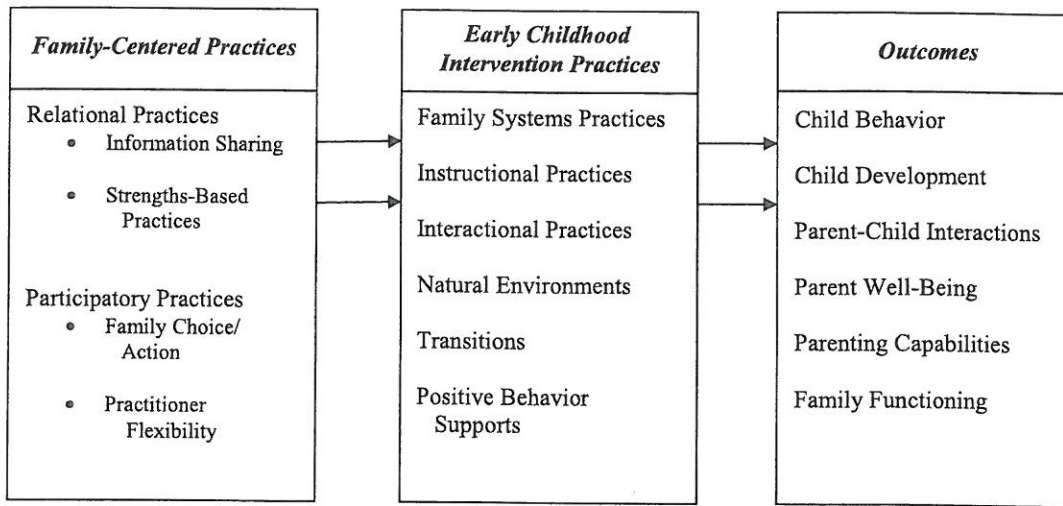 Family-Centered Practices
Relational Practices
• Information Sharing
• Strengths-Based
Practices
Participatory Practices
• Family Choice/
Action
• Practitioner
Flexibility
Early Childhood
Intervention Practices
Family Systems Practices
Instructional Practices
Interactional Practices
Natural Environments
Transitions
Positive Behavior
Supports
Outcomes
Child Behavior
Child Development
Parent-Child Interactions
Parent Well-Being
Parenting Capabilities
Family Functioning